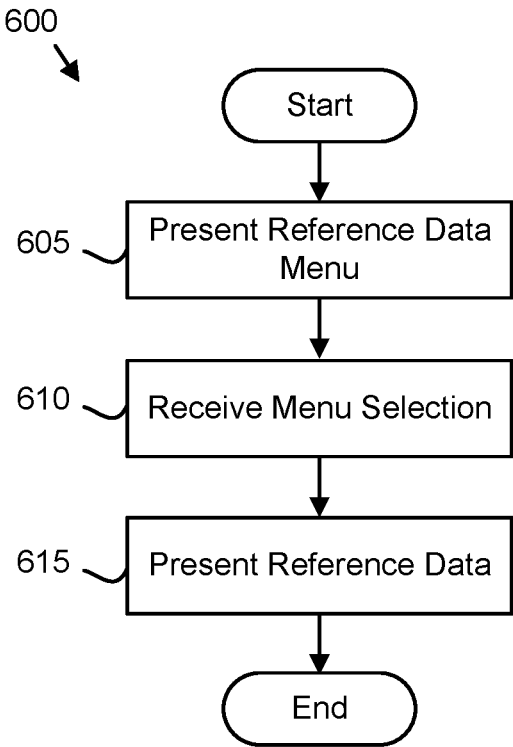 600
Start
605
Present Reference Data
Menu
610
Receive Menu Selection
615
Present Reference Data
End